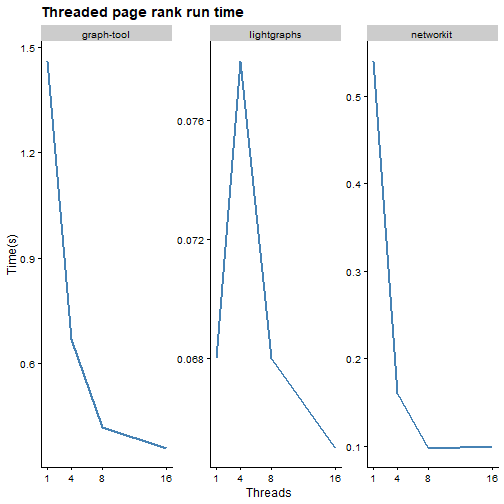 Threaded page rank run time
graph-tool lightgraphs networkit
1.5
1.2
0.9
0.6
0.076
0.072
0.068
0.5
0.4
0.3
0.2
0.1
Time(s)
1 4 8 16 1 4 8 16 1 4 8 16
Threads